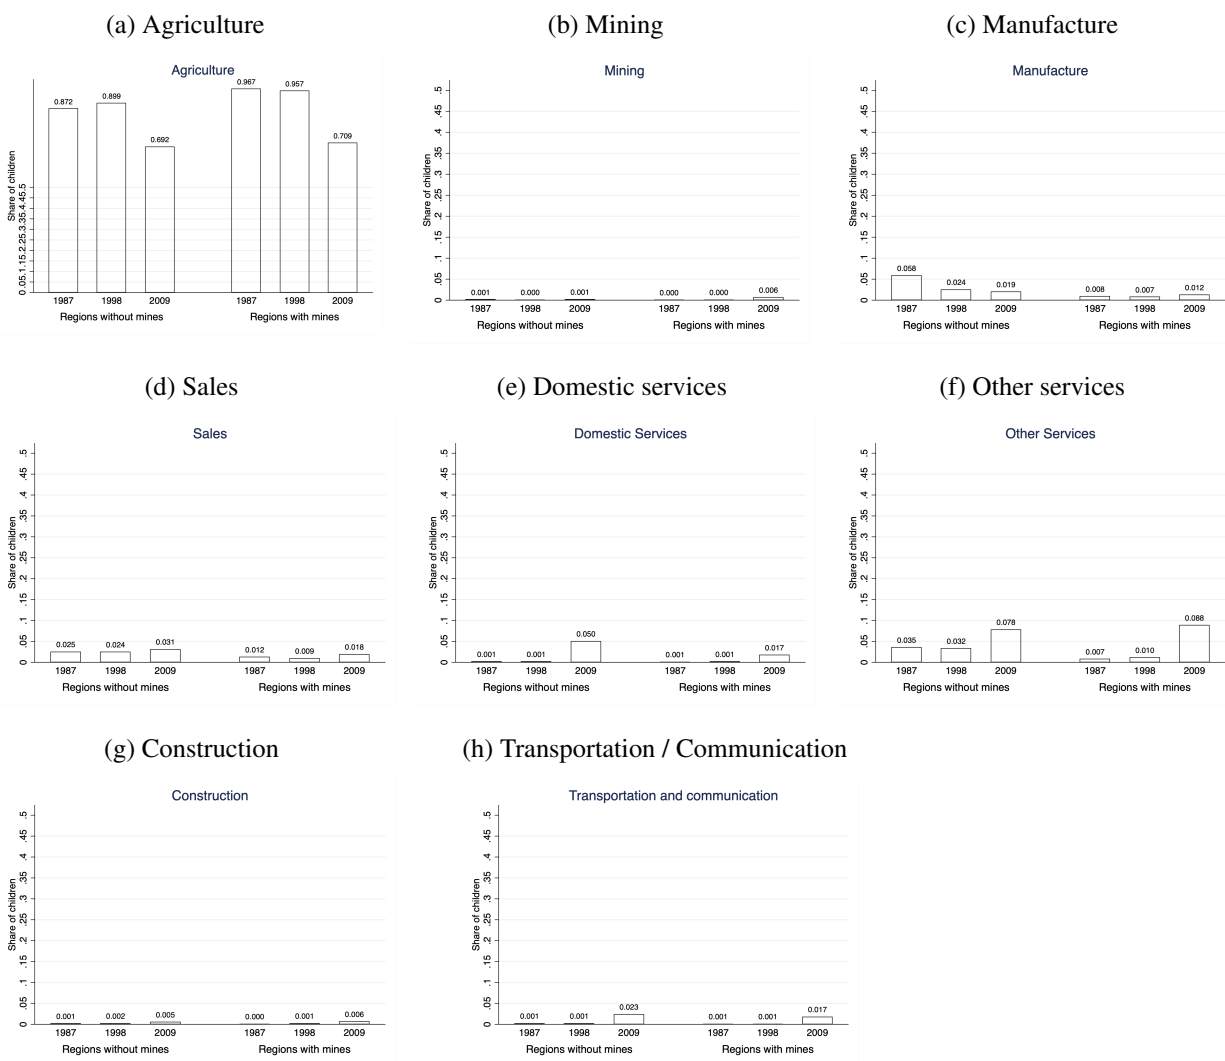 (a) Agriculture
Agriculture
Share of children
0 .05 .1 .15 .2 .25 .3 .35 .4 .45 .5
0.872 0.899 0.692 0.967 0.957 0.709
1987 1998 2009 1987 1998 2009
Regions without mines Regions with mines
(b) Mining
Mining
Share of children
0 .05 .1 .15 .2 .25 .3 .35 .4 .45 .5
0.001 0.000 0.001 0.000 0.000 0.006
1987 1998 2009 1987 1998 2009
Regions without mines Regions with mines
(c) Manufacture
Manufacture
Share of children
0 .05 .1 .15 .2 .25 .3 .35 .4 .45 .5
0.058 0.024 0.019 0.008 0.007 0.012
1987 1998 2009 1987 1998 2009
Regions without mines Regions with mines
(d) Sales
Sales
Share of children
0 .05 .1 .15 .2 .25 .3 .35 .4 .45 .5
0.025 0.024 0.031 0.012 0.009 0.018
1987 1998 2009 1987 1998 2009
Regions without mines Regions with mines
(e) Domestic services
Domestic Services
Share of children
0 .05 .1 .15 .2 .25 .3 .35 .4 .45 .5
0.001 0.001 0.050 0.001 0.001 0.017
1987 1998 2009 1987 1998 2009
Regions without mines Regions with mines
(f) Other services
Other Services
Share of children
0 .05 .1 .15 .2 .25 .3 .35 .4 .45 .5
0.035 0.032 0.078 0.007 0.010 0.088
1987 1998 2009 1987 1998 2009
Regions without mines Regions with mines
(g) Construction
Construction
Share of children
0 .05 .1 .15 .2 .25 .3 .35 .4 .45 .5
0.001 0.002 0.005 0.000 0.001 0.006
1987 1998 2009 1987 1998 2009
Regions without mines Regions with mines
(h) Transportation / Communication
Transportation and communication
Share of children
0 .05 .1 .15 .2 .25 .3 .35 .4 .45 .5
0.001 0.001 0.023 0.001 0.001 0.017
1987 1998 2009 1987 1998 2009
Regions without mines Regions with mines